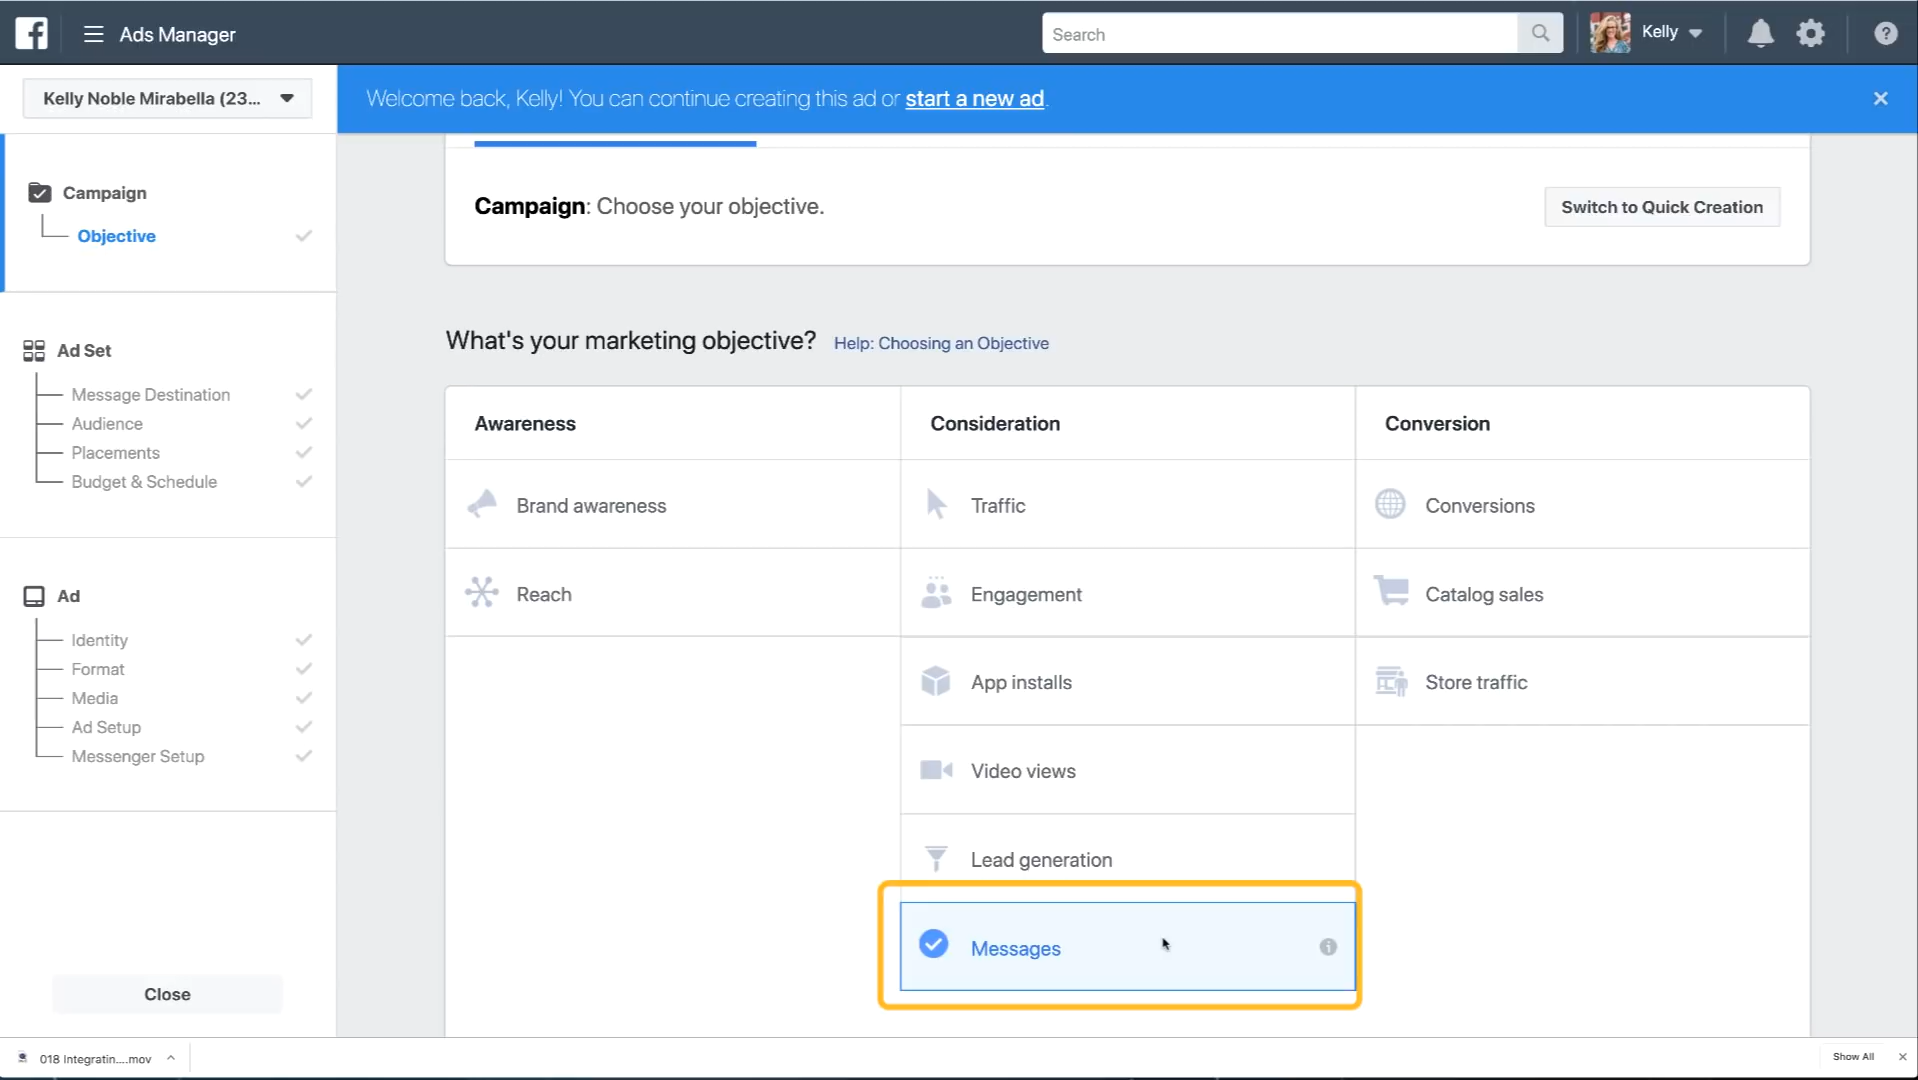 Ads Manager
Search
Kelly
Kelly Noble Mirabella (23...
Welcome back, Kelly! You can continue creating this ad or start a new ad.
Campaign
Objective
Campaign: Choose your objective.
Switch to Quick Creation
Ad Set
Message Destination
Audience
Placements
Budget & Schedule
What's your marketing objective? Help: Choosing an Objective
Awareness
Consideration
Conversion
Brand awareness
Traffic
Conversions
Reach
Engagement
Catalog sales
App installs
Store traffic
Video views
Lead generation
Messages
Ad
Identity
Format
Media
Ad Setup
Messenger Setup
Close
018 Integratin....mov
Show All